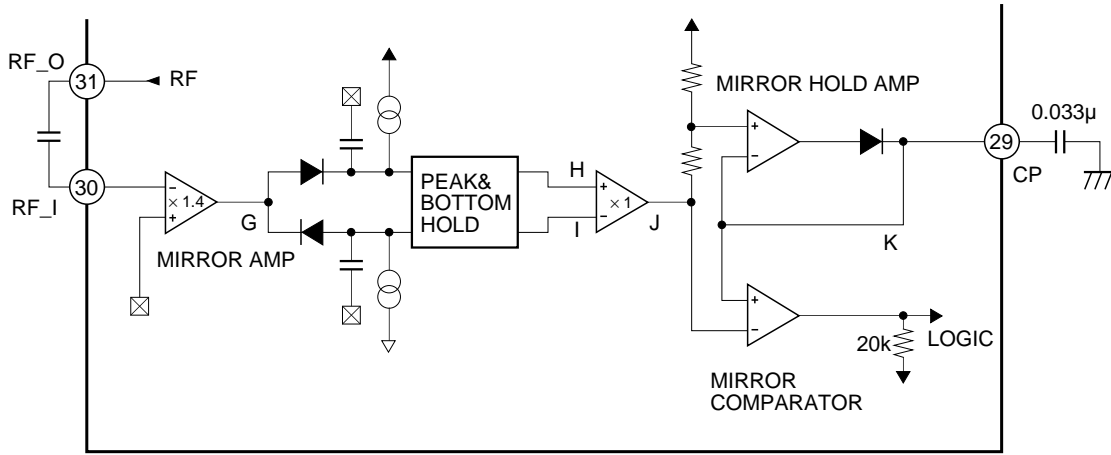 RF_O
31
RF
30
RF_I
− × 1.4 +
MIRROR AMP
G
PEAK&
BOTTOM
HOLD
H
I
+ × 1 −
J
MIRROR HOLD AMP
+
−
K
29
CP
0.033µ
+
−
MIRROR
COMPARATOR
20k
LOGIC